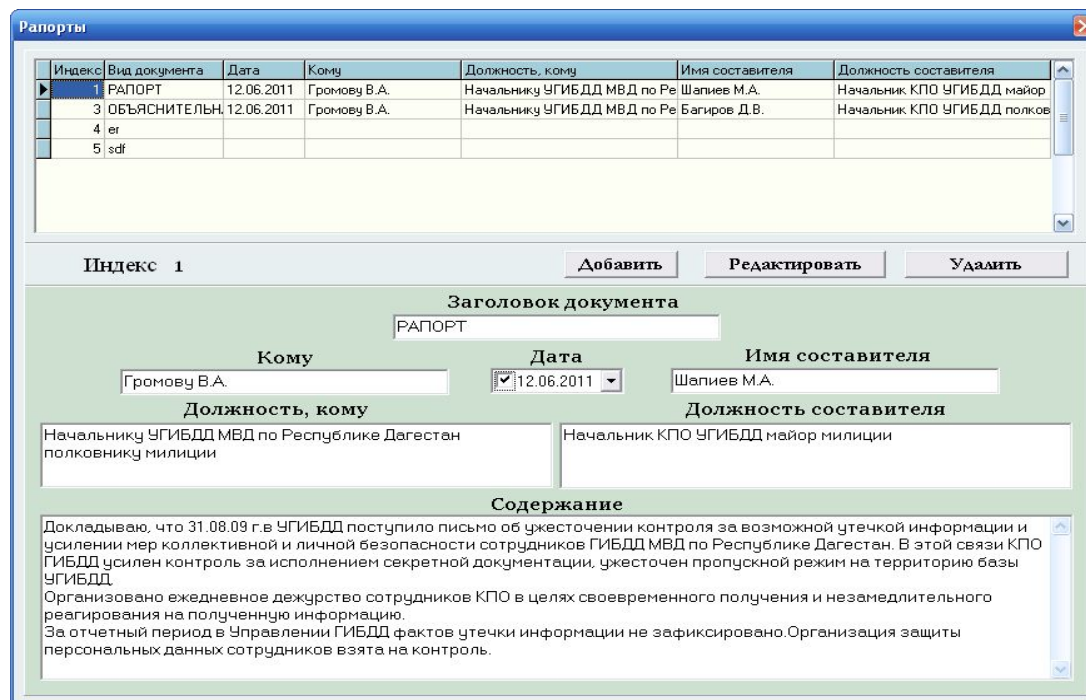 Рапорты
Индекс Вид документа Дата Кому Должность, кому Имя составителя Должность составителя
1 РАПОРТ 12.06.2011 Громову В.А. Начальнику УГИБДД МВД по Ре Шапиев М.А. Начальник КПО УГИБДД майор
3 ОБЪЯСНИТЕЛЬН. 12.06.2011 Громову В.А. Начальнику УГИБДД МВД по Ре Багиров Д.В. Начальник КПО УГИБДД полков
4 er
5 sdf
Индекс 1 Добавить Редактировать Удалить
Заголовок документа
РАПОРТ
Кому Дата Имя составителя
Громову В.А. 12.06.2011 Шапиев М.А.
Должность, кому Должность составителя
Начальнику УГИБДД МВД по Республике Дагестан Начальник КПО УГИБДД майор милиции
полковнику милиции
Содержание
Докладываю, что 31.08.09 г.в УГИБДД поступило письмо об ужесточении контроля за возможной утечкой информации и
усилении мер коллективной и личной безопасности сотрудников ГИБДД МВД по Республике Дагестан. В этой связи КПО
ГИБДД усилен контроль за исполнением секретной документации, ужесточен пропускной режим на территорию базы
УГИБДД.
Организовано ежедневное дежурство сотрудников КПО в целях своевременного получения и незамедлительного
реагирования на полученную информацию.
За отчетный период в Управлении ГИБДД фактов утечки информации не зафиксировано.Организация защиты
персональных данных сотрудников взята на контроль.